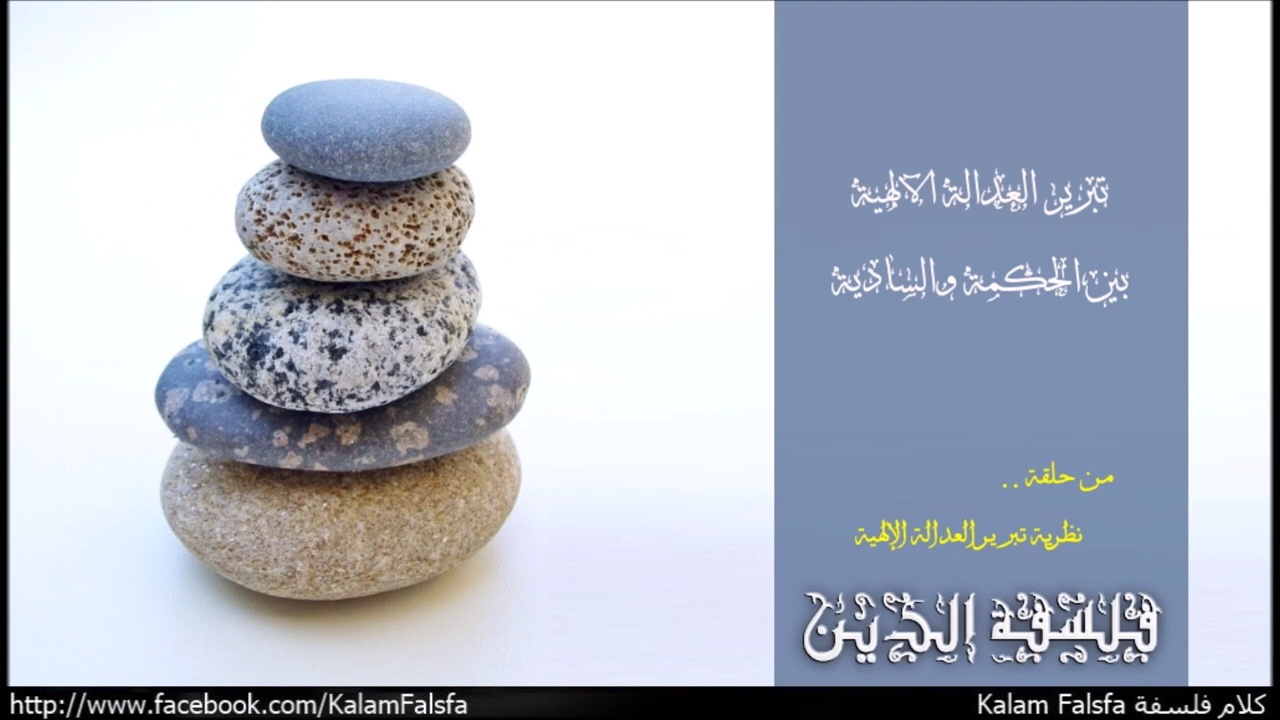 تبرير العدالة الالهية
بين الحكمة والسادية
من حلقة ..
نظرية تبرير العدالة الإلهية
فلسفة الدين
http://www.facebook.com/KalamFalsfa
Kalam Falsfa كلام فلسفة